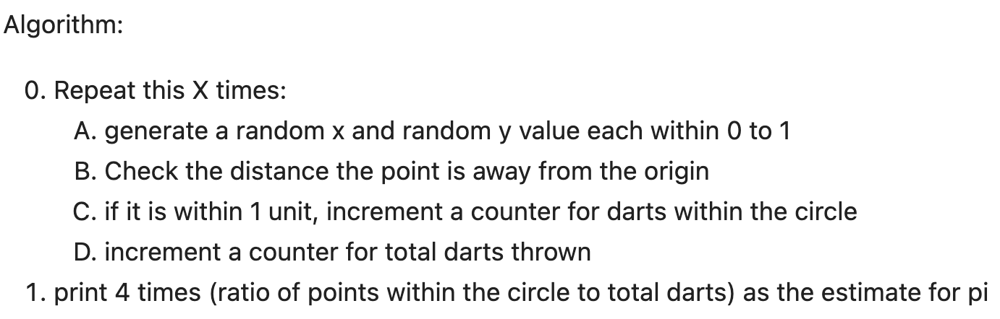 Algorithm:
0. Repeat this X times:
A. generate a random x and random y value each within 0 to 1
B. Check the distance the point is away from the origin
C. if it is within 1 unit, increment a counter for darts within the circle
D. increment a counter for total darts thrown
1. print 4 times (ratio of points within the circle to total darts) as the estimate for pi